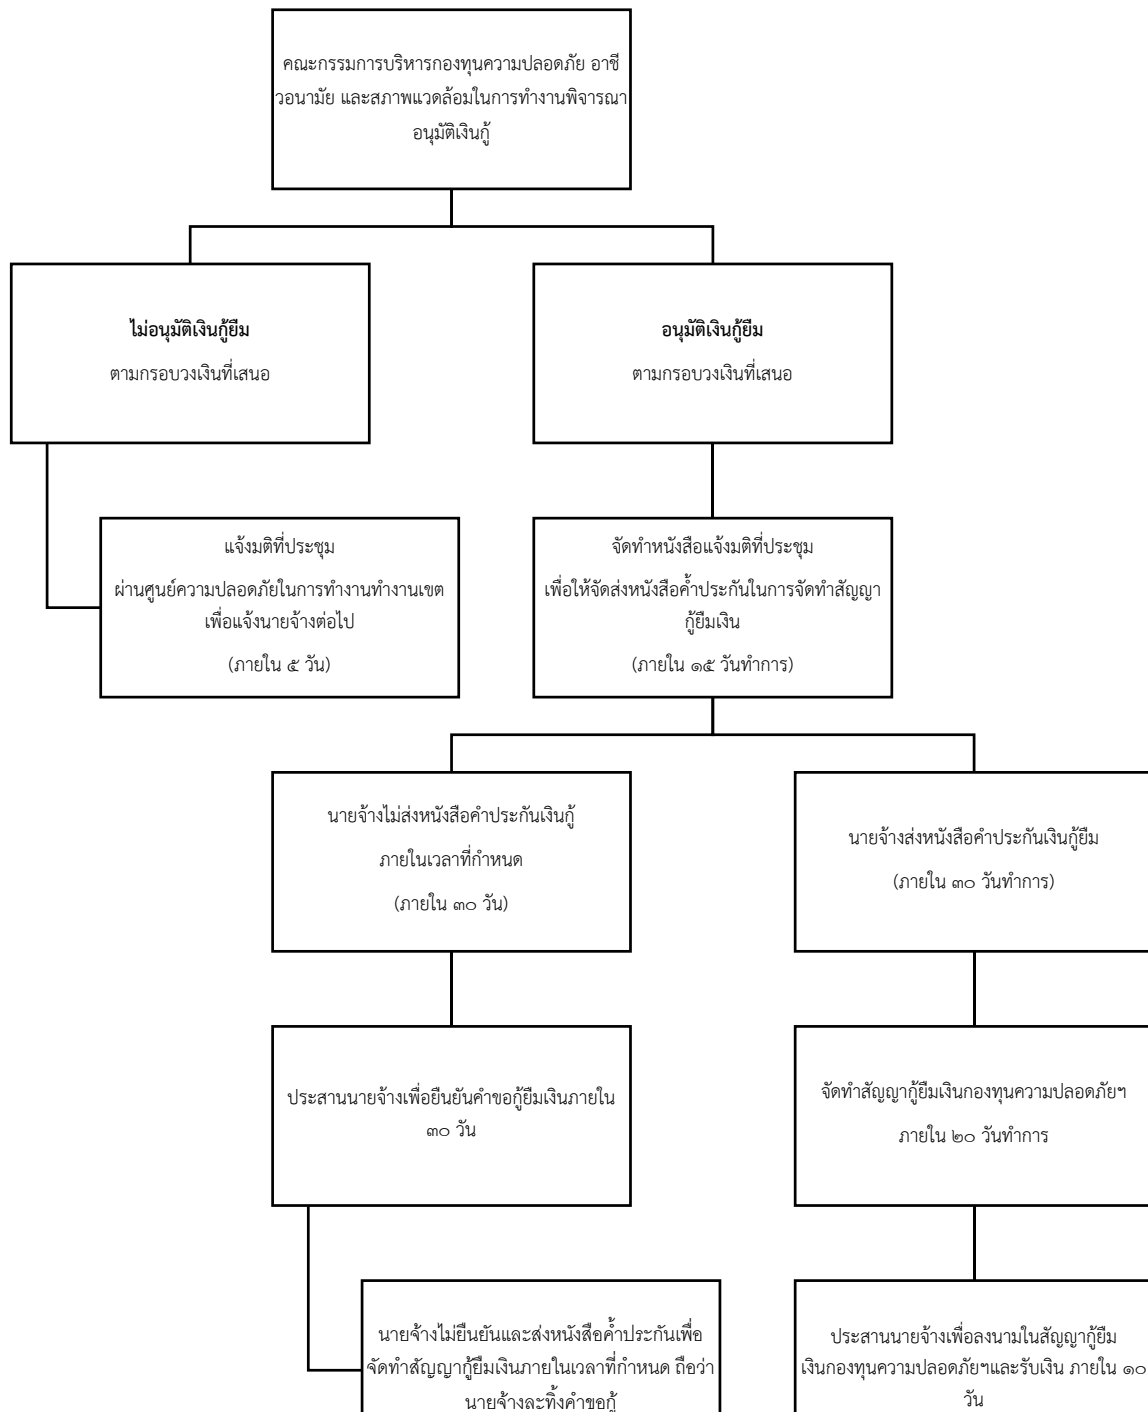 คณะกรรมการบริหารกองทุนความปลอดภัย อาชี
วอนามัย และสภาพแวดล้อมในการทำงานพิจารณา
อนุมัติเงินกู้
ไม่อนุมัติเงินกู้ยืม
ตามกรอบวงเงินที่เสนอ
อนุมัติเงินกู้ยืม
ตามกรอบวงเงินที่เสนอ
แจ้งมติที่ประชุม
ผ่านศูนย์ความปลอดภัยในการทำงานทำงานเขต
เพื่อแจ้งนายจ้างต่อไป
(ภายใน ๕ วัน)
จัดทำหนังสือแจ้งมติที่ประชุม
เพื่อให้จัดส่งหนังสือค้ำประกันในการจัดทำสัญญา
กู้ยืมเงิน
(ภายใน ๑๕ วันทำการ)
นายจ้างไม่ส่งหนังสือคำประกันเงินกู้
ภายในเวลาที่กำหนด
(ภายใน ๓๐ วัน)
นายจ้างส่งหนังสือคำประกันเงินกู้ยืม
(ภายใน ๓๐ วันทำการ)
ประสานนายจ้างเพื่อยืนยันคำขอกู้ยืมเงินภายใน
๓๐ วัน
จัดทำสัญญากู้ยืมเงินกองทุนความปลอดภัยฯ
ภายใน ๒๐ วันทำการ
นายจ้างไม่ยืนยันและส่งหนังสือค้ำประกันเพื่อ
จัดทำสัญญากู้ยืมเงินภายในเวลาที่กำหนด ถือว่า
นายจ้างละทิ้งคำขอกู้
ประสานนายจ้างเพื่อลงนามในสัญญากู้ยืม
เงินกองทุนความปลอดภัยฯและรับเงิน ภายใน ๑๐
วัน